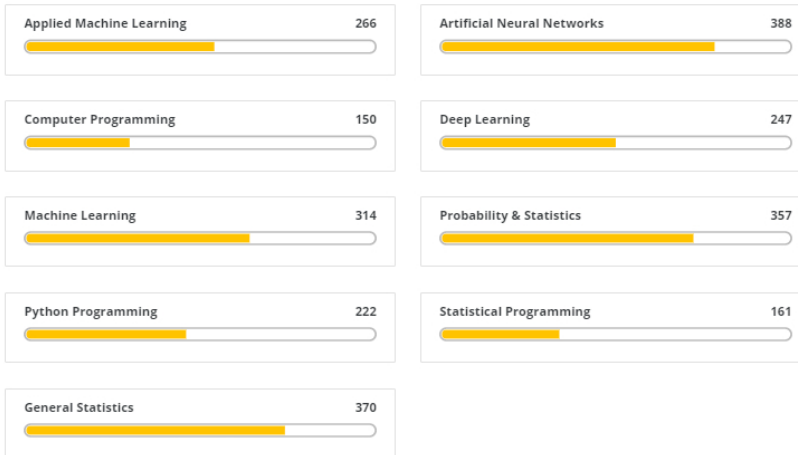 Applied Machine Learning 266
Artificial Neural Networks 388
Computer Programming 150
Deep Learning 247
Machine Learning 314
Probability & Statistics 357
Python Programming 222
Statistical Programming 161
General Statistics 370